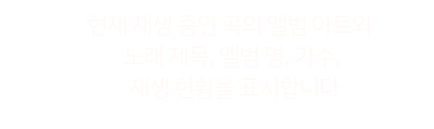 현재 재생 중인 곡의 앨범 아트와
노래 제목, 앨범 명, 가수,
재생 현황을 표시합니다